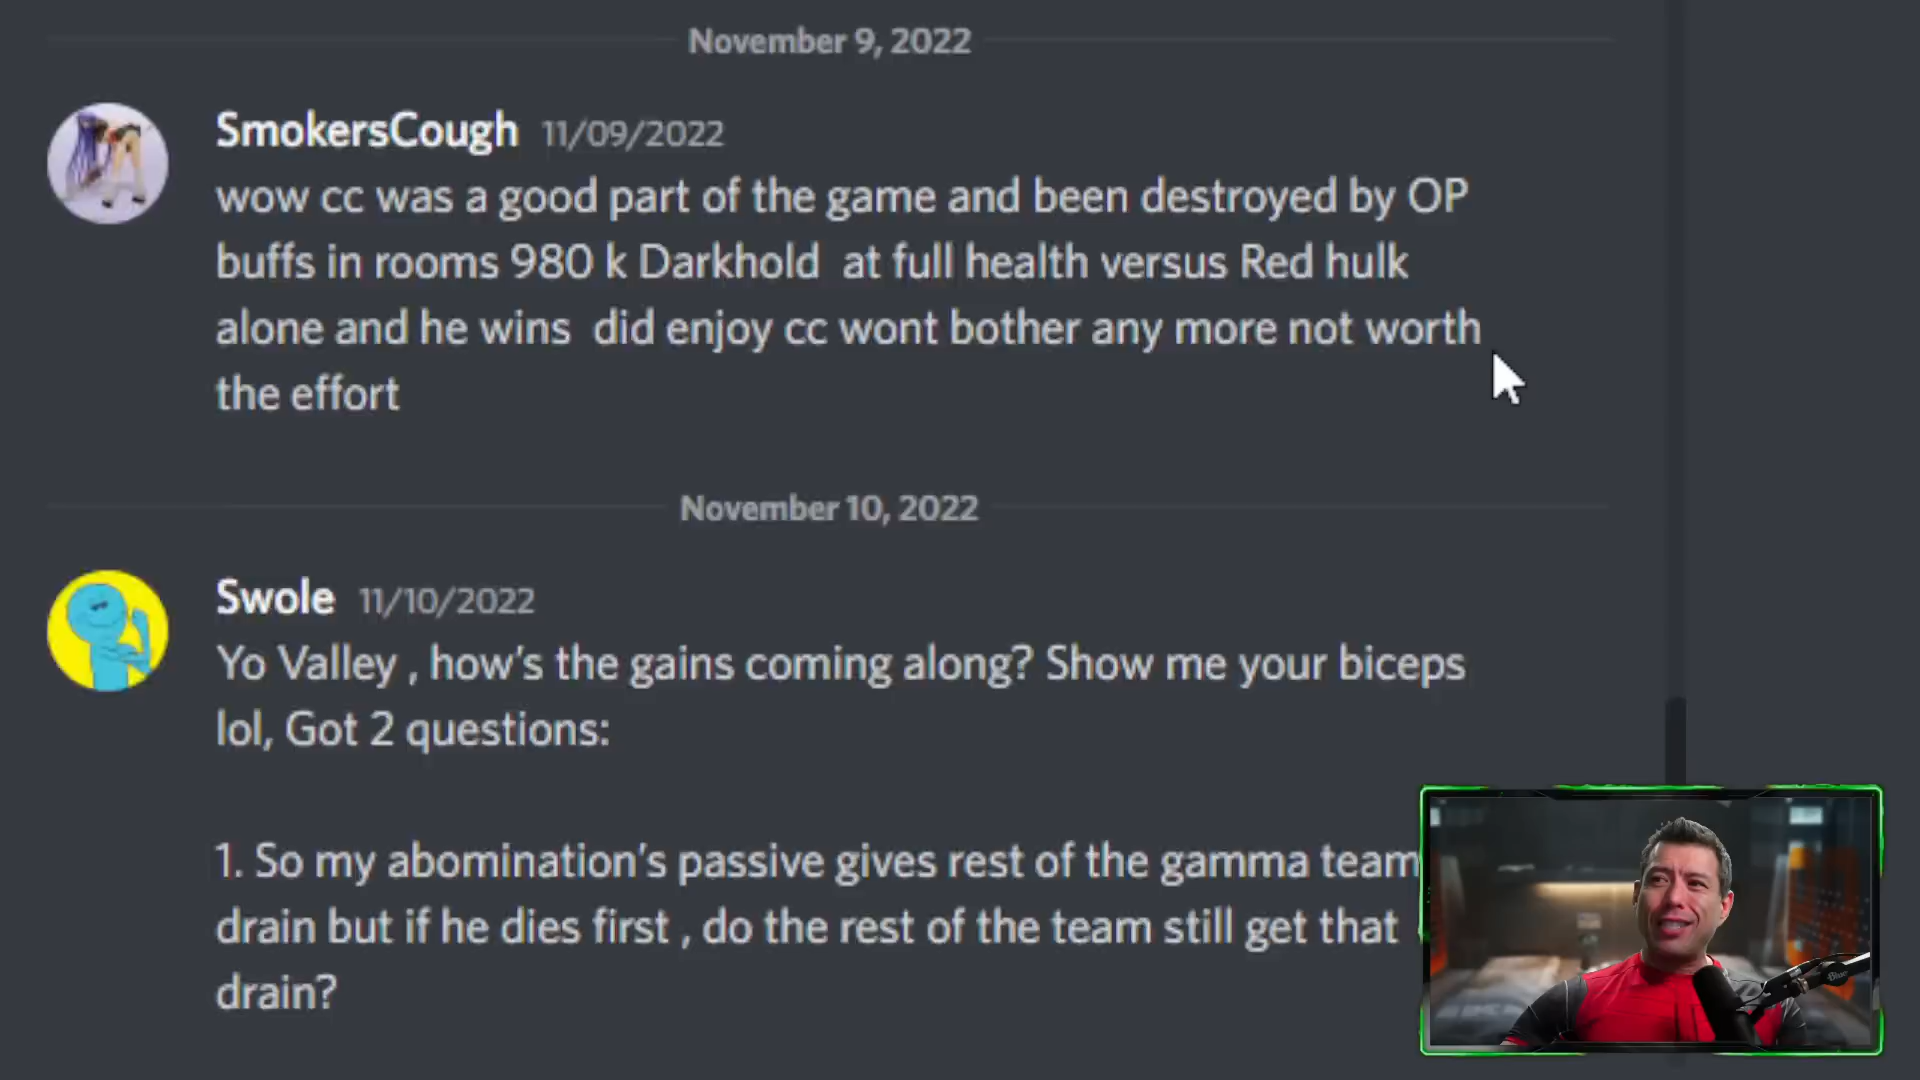 November 9, 2022
SmokersCough 11/09/2022
wow cc was a good part of the game and been destroyed by OP
buffs in rooms 980 k Darkhold at full health versus Red hulk
alone and he wins did enjoy cc wont bother any more not worth
the effort
November 10, 2022
Swole 11/10/2022
Yo Valley , how's the gains coming along? Show me your biceps
lol, Got 2 questions:
1. So my abomination's passive gives rest of the gamma team
drain but if he dies first , do the rest of the team still get that
drain?